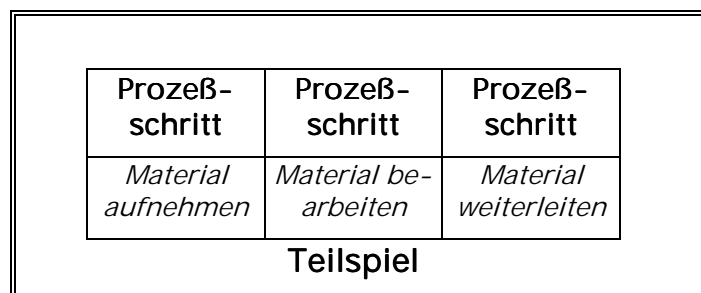 Prozeß- Prozeß- Prozeß-
schritt schritt schritt
Material Material be- Material
aufnehmen arbeiten weiterleiten
Teilspiel